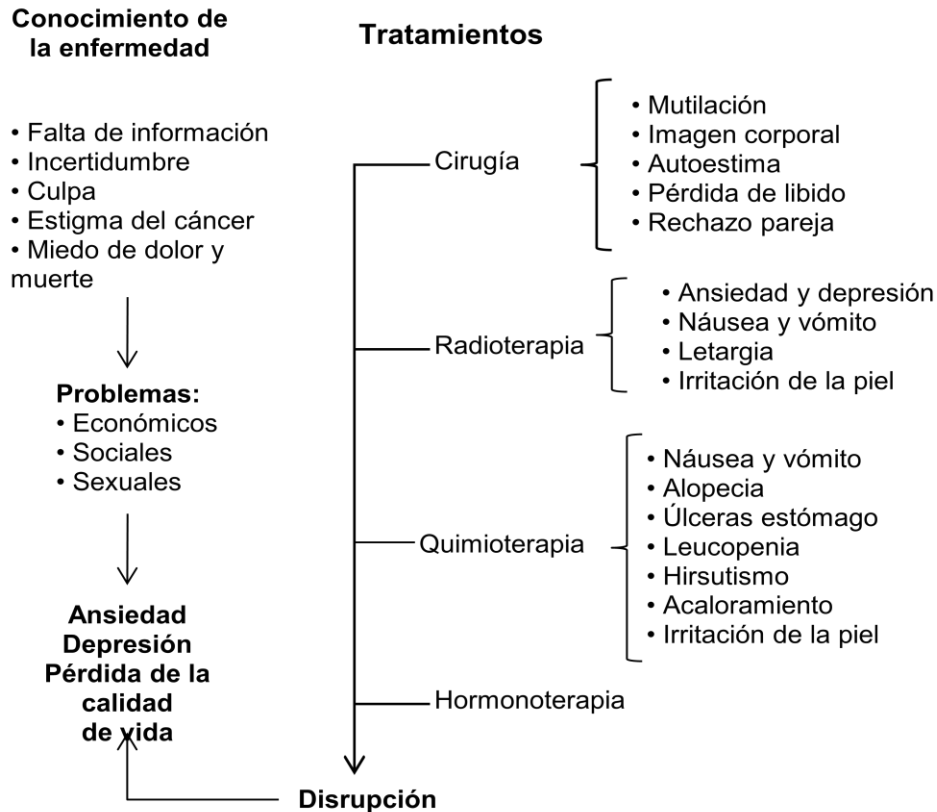 Conocimiento de
la enfermedad
• Falta de información
• Incertidumbre
• Culpa
• Estigma del cáncer
• Miedo de dolor y
muerte
Problemas:
• Económicos
• Sociales
• Sexuales
Ansiedad
Depresión
Pérdida de la
calidad
de vida
Tratamientos
Cirugía
• Mutilación
• Imagen corporal
• Autoestima
• Pérdida de libido
• Rechazo pareja
Radioterapia
• Ansiedad y depresión
• Náusea y vómito
• Letargia
• Irritación de la piel
Quimioterapia
• Náusea y vómito
• Alopecia
• Úlceras estómago
• Leucopenia
• Hirsutismo
• Acaloramiento
• Irritación de la piel
Hormonoterapia
Disrupción